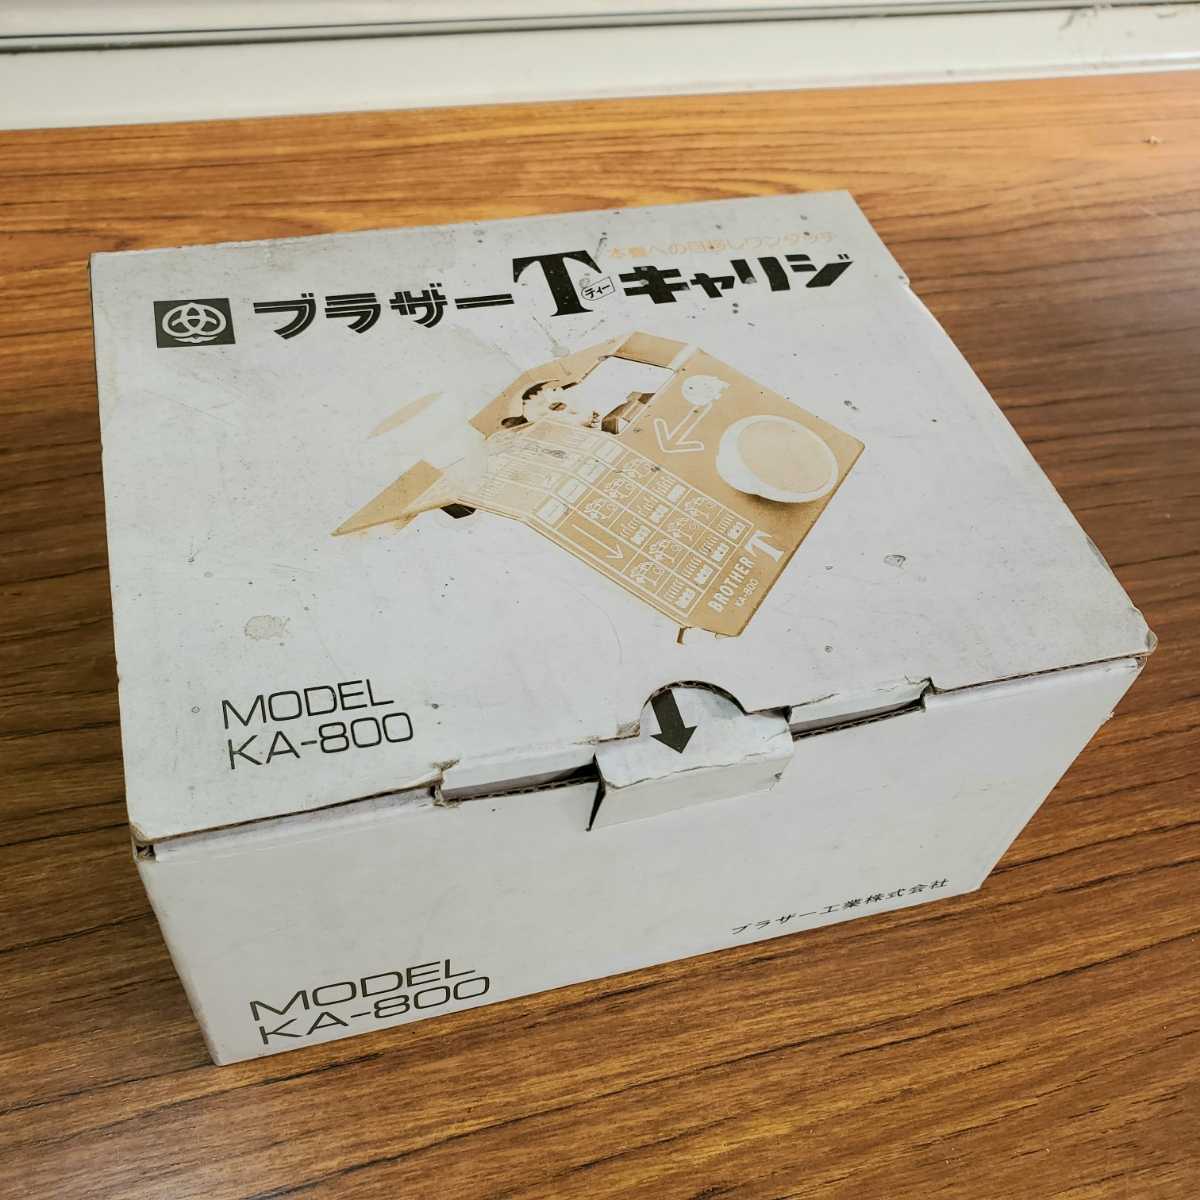 本機への目移しワンタッチ
ブラザーTキャリジ
ティー
BROTHER T
KA-800
MODEL
KA-800
ブラザー工業株式会社
MODEL
KA-800